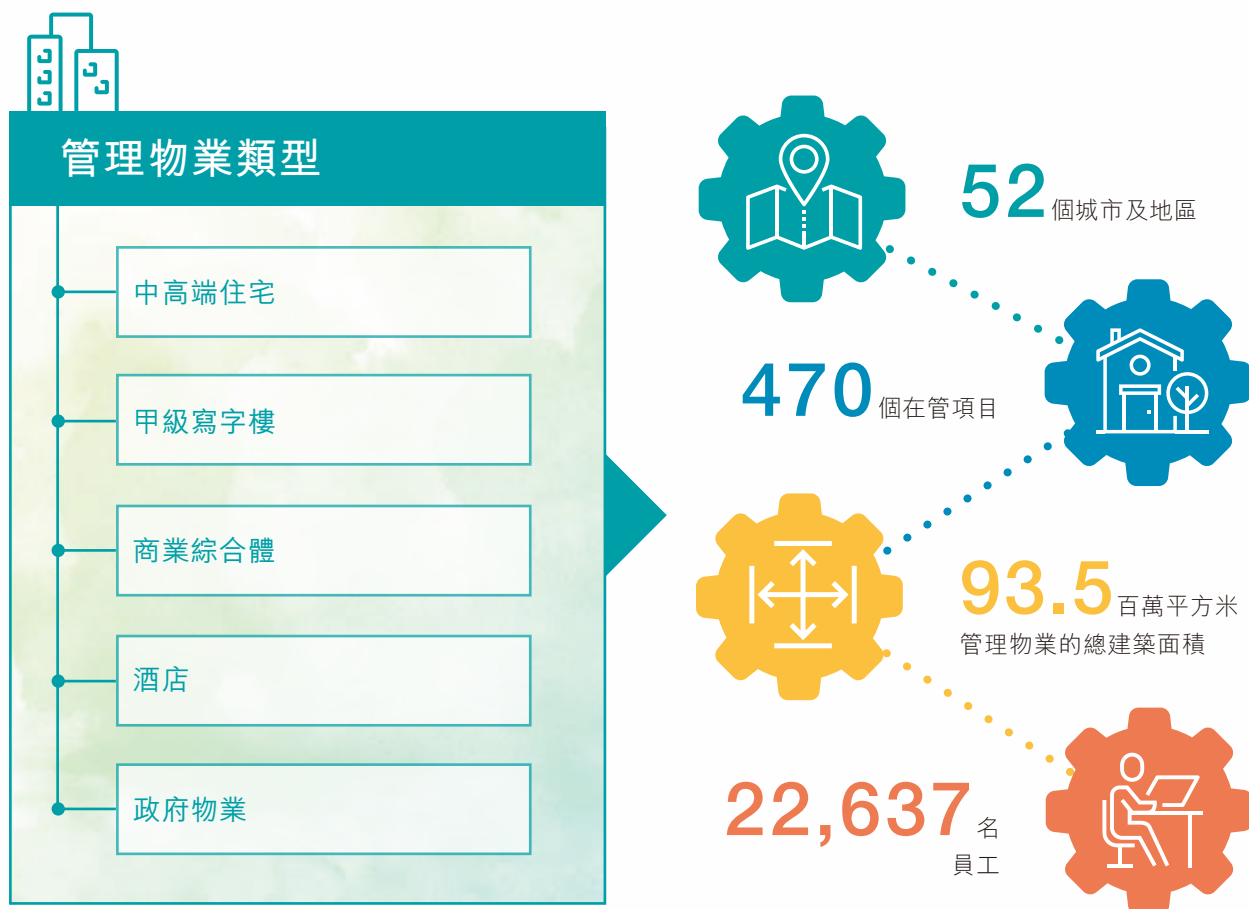 管理物業類型
中高端住宅
甲級寫字樓
商業綜合體
酒店
政府物業
52個城市及地區
470個在管項目
93.5百萬平方米
管理物業的總建築面積
22,637名
員工